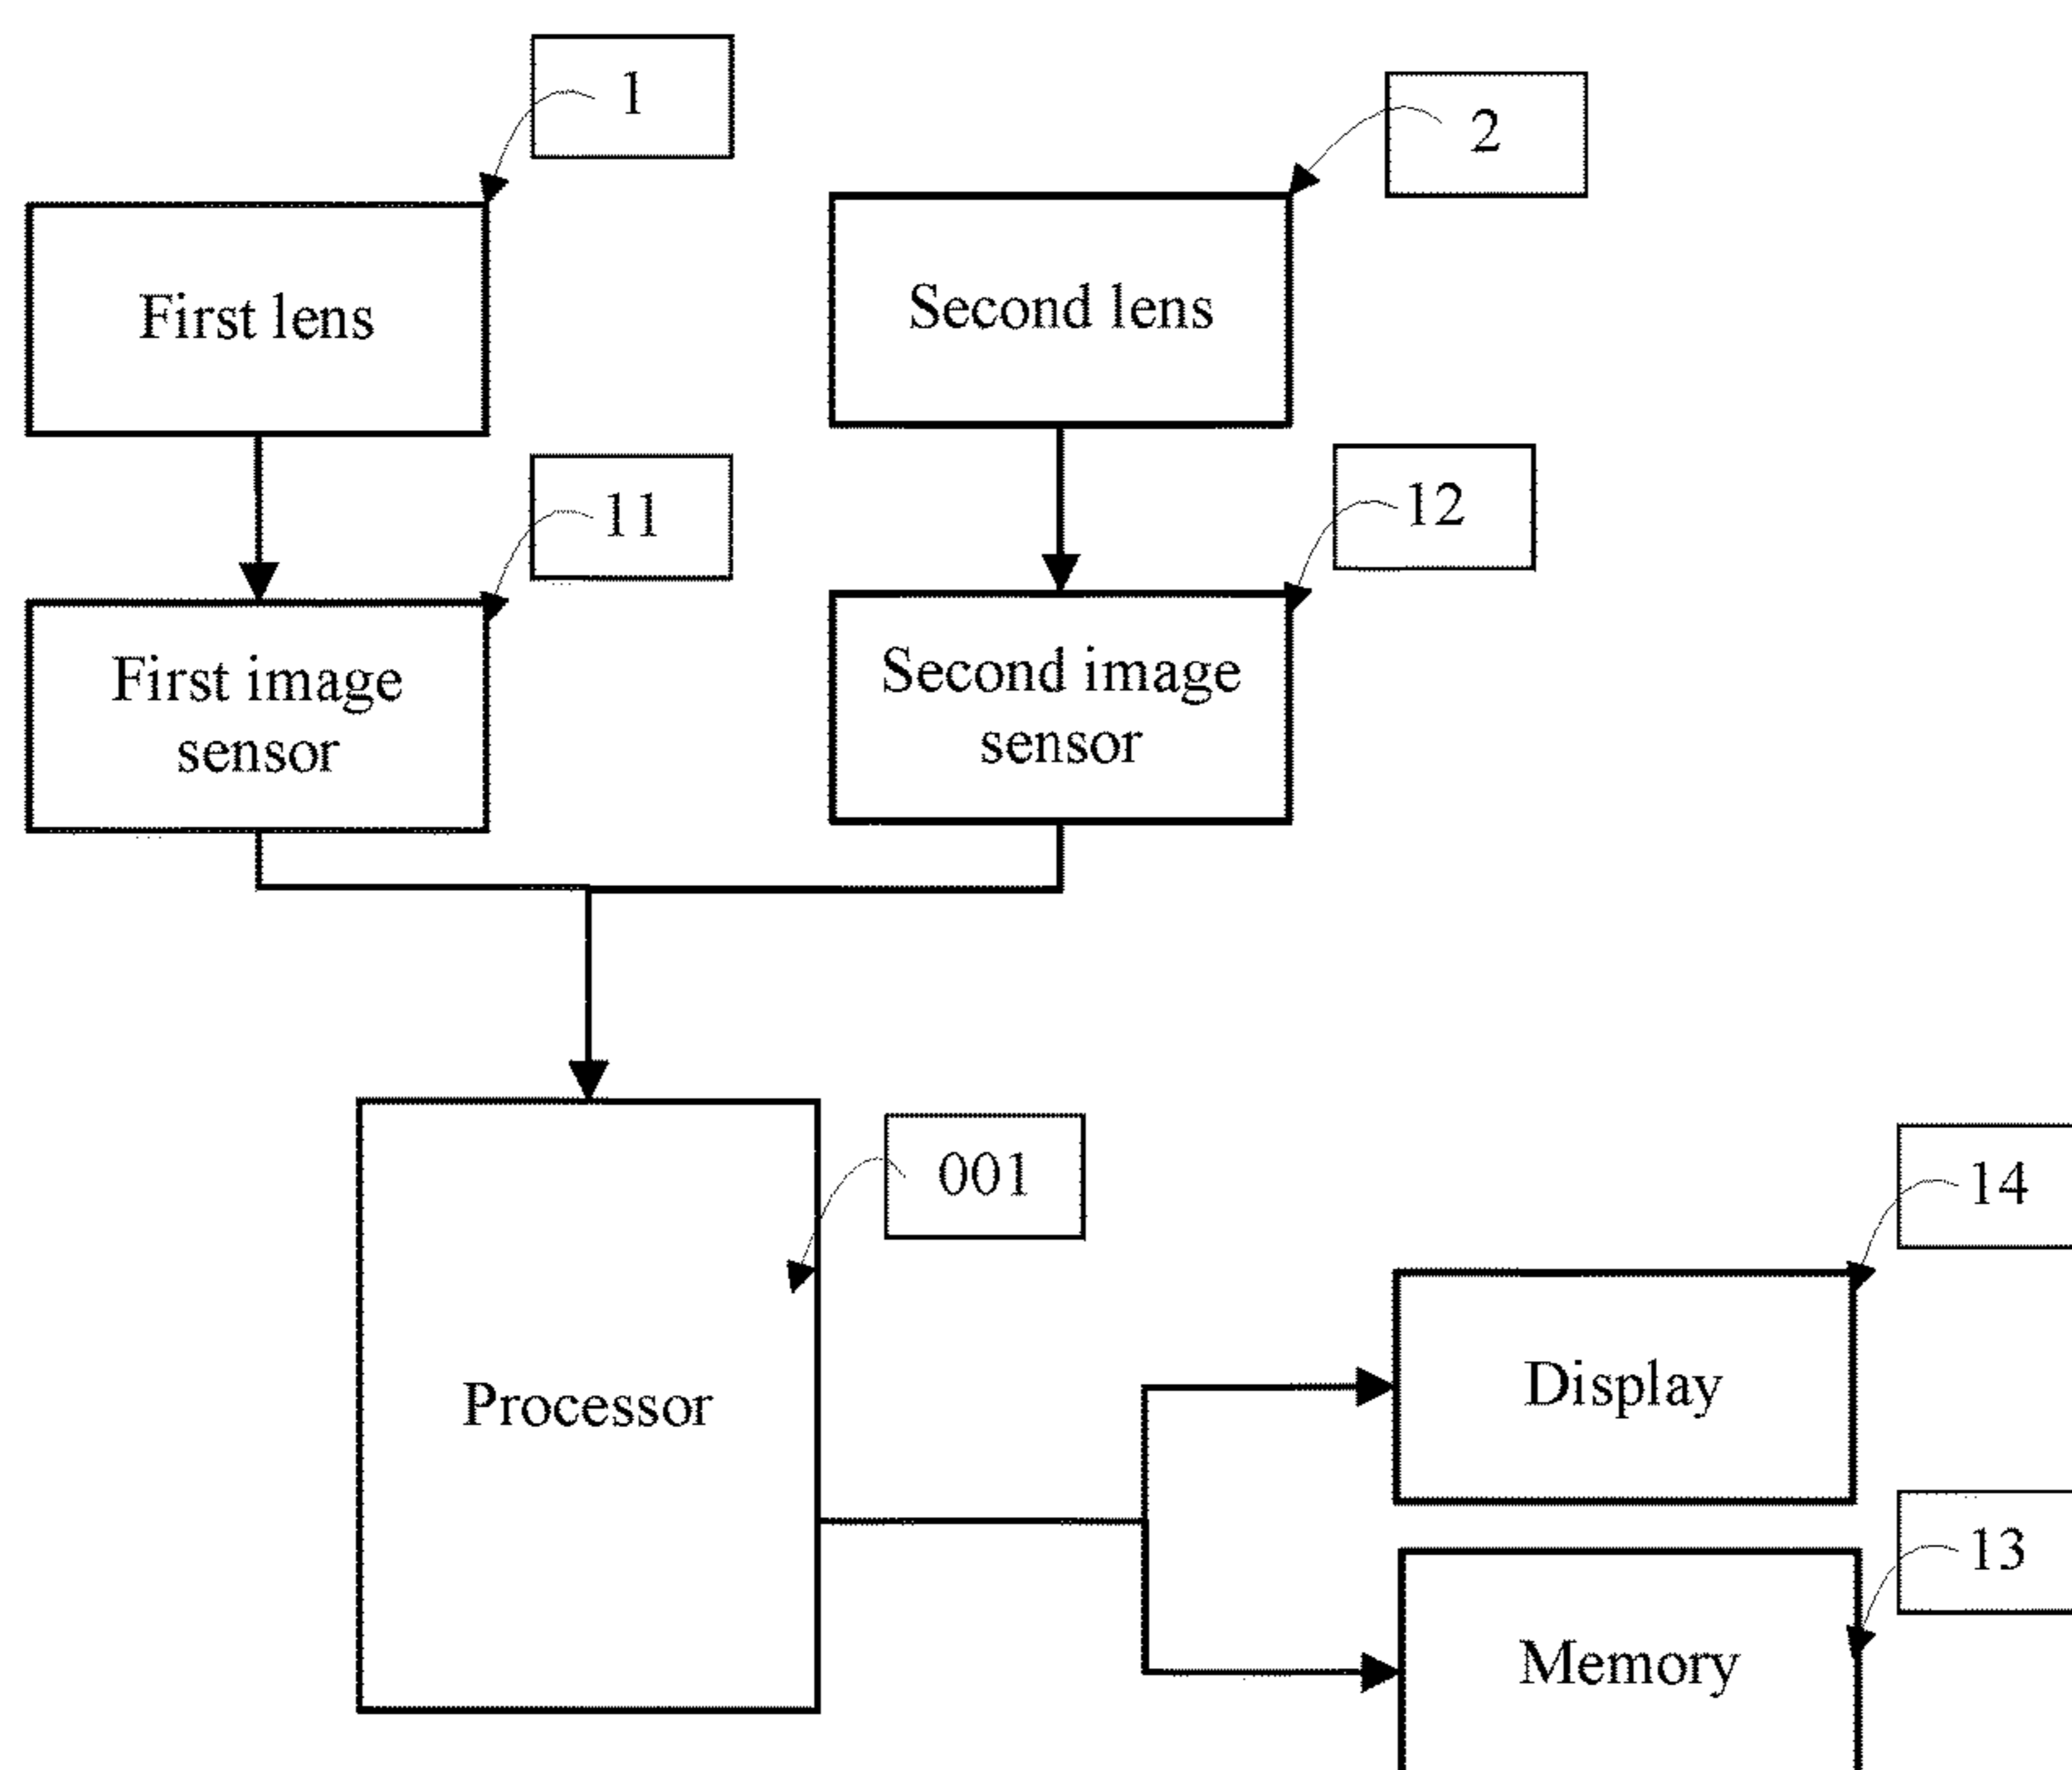 1
2
First lens
Second lens
11
12
First image
sensor
Second image
sensor
001
14
Processor
Display
13
Memory